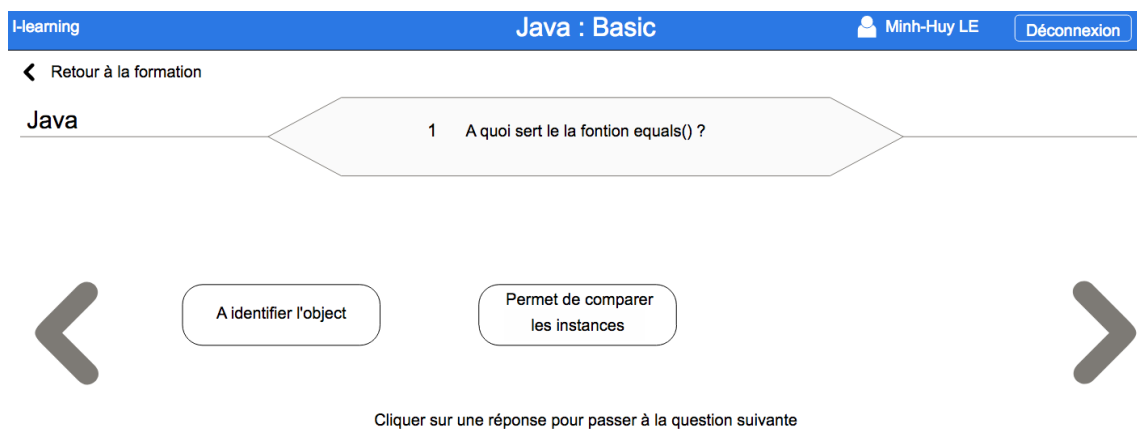 I-learning
Java : Basic
Minh-Huy LE
Déconnexion
Retour à la formation
Java
1 A quoi sert le la fontion equals() ?
A identifier l'object
Permet de comparer
les instances
Cliquer sur une réponse pour passer à la question suivante